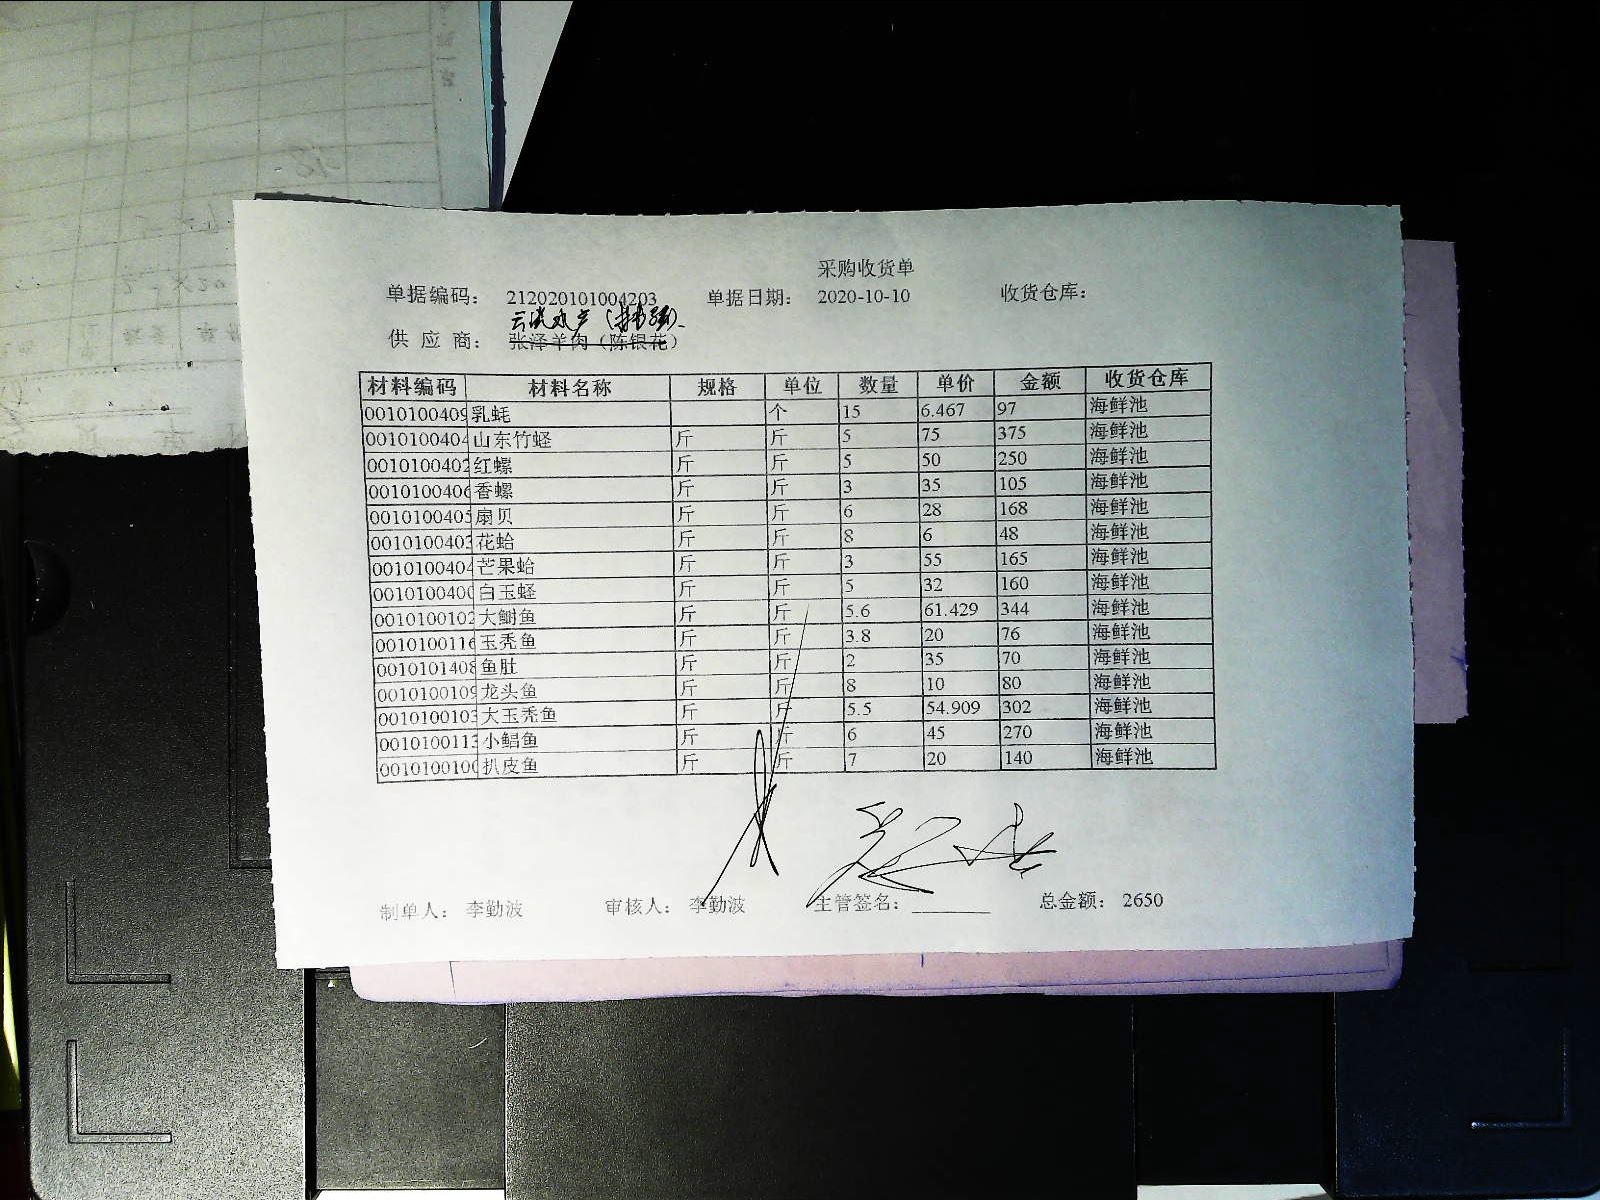 采购收货单
单据编码： 212020101004203 单据日期： 2020-10-10 收货仓库：
供 应 商： 张泽羊肉（陈银花）
材料编码 材料名称 规格 单位 数量 单价 金额 收货仓库
0010100409 乳蚝 个 15 6.467 97 海鲜池
0010100404 山东竹蛏 斤 斤 5 75 375 海鲜池
0010100402 红螺 斤 斤 5 50 250 海鲜池
0010100406 香螺 斤 斤 3 35 105 海鲜池
0010100405 扇贝 斤 斤 6 28 168 海鲜池
0010100403 花蛤 斤 斤 8 6 48 海鲜池
0010100404 芒果蛤 斤 斤 3 55 165 海鲜池
0010100400 白玉蛏 斤 斤 5 32 160 海鲜池
0010100102 大鲥鱼 斤 斤 5.6 61.429 344 海鲜池
0010100116 玉秃鱼 斤 斤 3.8 20 76 海鲜池
0010101408 鱼肚 斤 斤 2 35 70 海鲜池
0010100109 龙头鱼 斤 斤 8 10 80 海鲜池
0010100103 大玉秃鱼 斤 斤 5.5 54.909 302 海鲜池
0010100113 小鲳鱼 斤 斤 6 45 270 海鲜池
0010100100 扒皮鱼 斤 斤 7 20 140 海鲜池
制单人： 李勤波 审核人： 李勤波 主管签名： 总金额： 2650